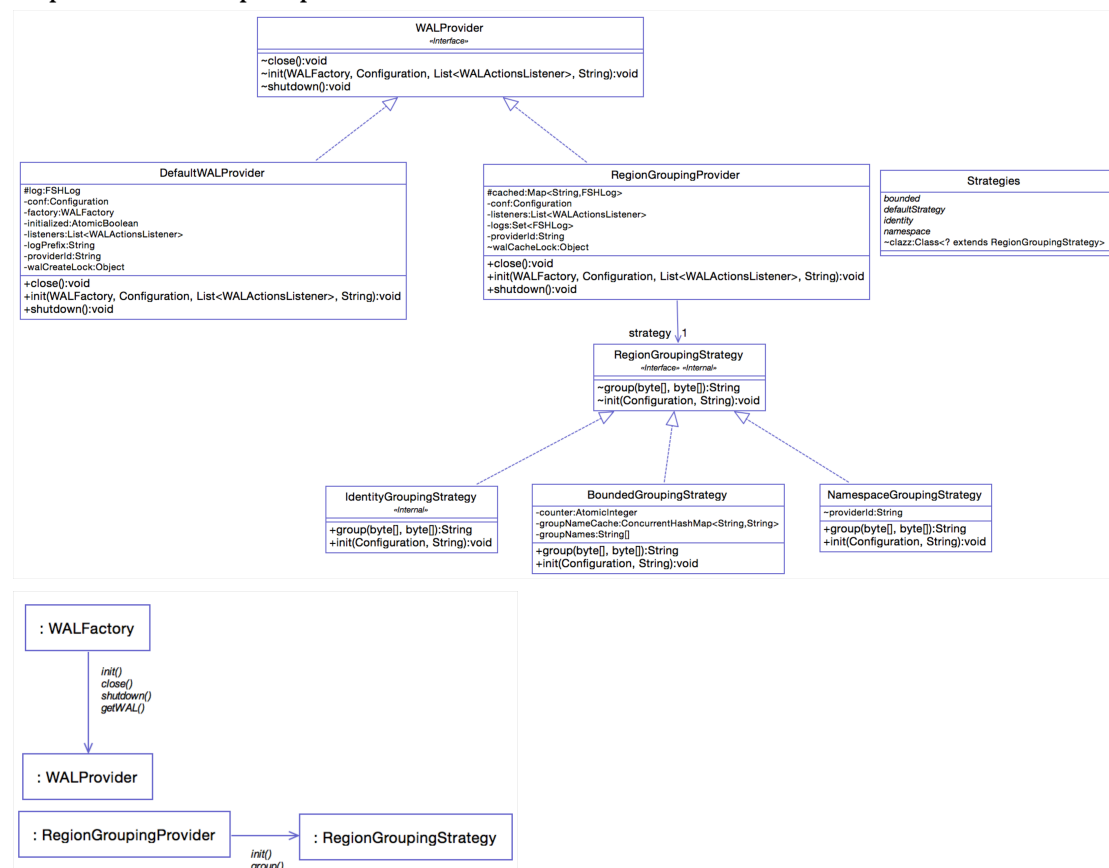 WALProvider
«Interface»
~close():void
~init(WALFactory, Configuration, List<WALActionsListener>, String):void
~shutdown():void
DefaultWALProvider
#log:FSHLog
-conf:Configuration
-factory:WALFactory
-initialized:AtomicBoolean
-listeners:List<WALActionsListener>
-logPrefix:String
-providerId:String
-walCreateLock:Object
+close():void
+init(WALFactory, Configuration, List<WALActionsListener>, String):void
+shutdown():void
RegionGroupingProvider
#cached:Map<String,FSHLog>
-conf:Configuration
-listeners:List<WALActionsListener>
-logs:Set<FSHLog>
-providerId:String
~walCacheLock:Object
+close():void
+init(WALFactory, Configuration, List<WALActionsListener>, String):void
+shutdown():void
Strategies
bounded
defaultStrategy
identity
namespace
~clazz:Class<? extends RegionGroupingStrategy>
strategy 1
RegionGroupingStrategy
«Interface» «Internal»
~group(byte[], byte[]):String
~init(Configuration, String):void
IdentityGroupingStrategy
«Internal»
+group(byte[], byte[]):String
+init(Configuration, String):void
BoundedGroupingStrategy
-counter:AtomicInteger
-groupNameCache:ConcurrentHashMap<String,String>
-groupNames:String[]
+group(byte[], byte[]):String
+init(Configuration, String):void
NamespaceGroupingStrategy
~providerId:String
+group(byte[], byte[]):String
+init(Configuration, String):void
: WALFactory
init()
close()
shutdown()
getWAL()
: WALProvider
: RegionGroupingProvider
init()
group()
: RegionGroupingStrategy